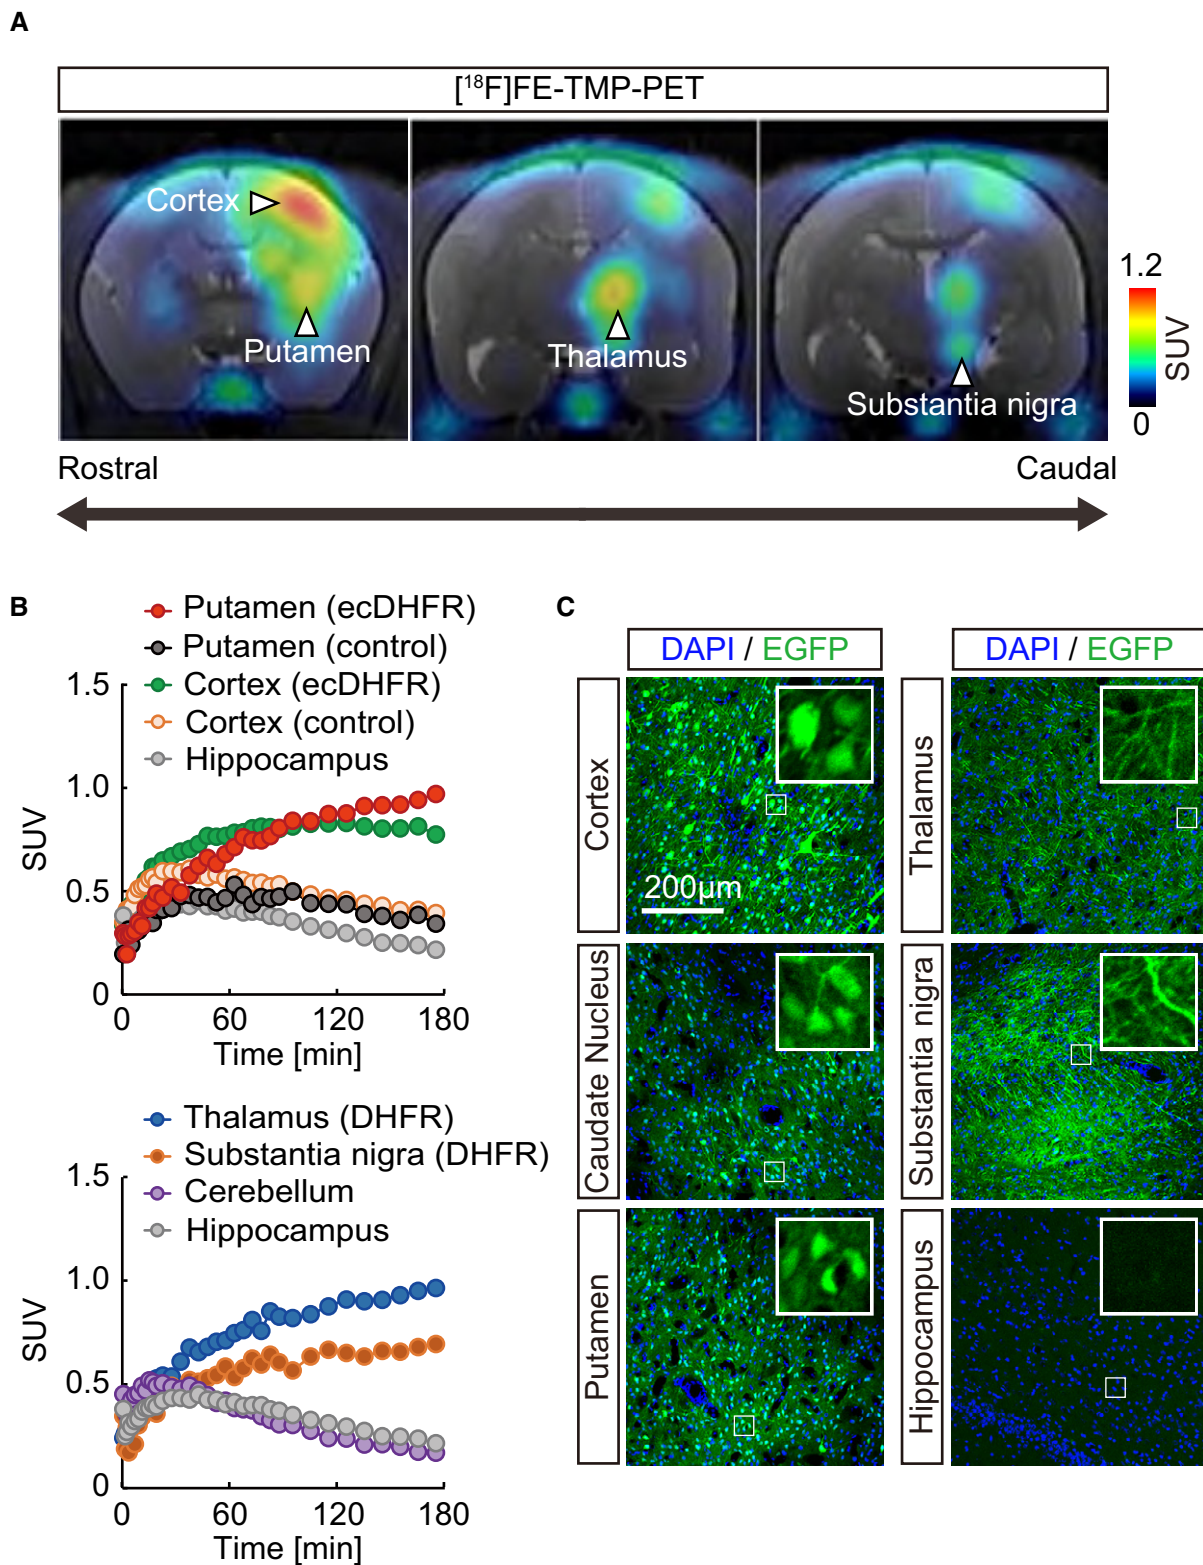 A
[¹⁸F]FE-TMP-PET
Cortex
Putamen
Thalamus
Substantia nigra
1.2
SUV
0
Rostral
Caudal
B
Putamen (ecDHFR)
Putamen (control)
Cortex (ecDHFR)
Cortex (control)
Hippocampus
1.5
1.0
0.5
0
SUV
0
60
120
180
Time [min]
Thalamus (DHFR)
Substantia nigra (DHFR)
Cerebellum
Hippocampus
1.5
1.0
0.5
0
SUV
0
60
120
180
Time [min]
C
DAPI / EGFP
DAPI / EGFP
Cortex
200μm
Thalamus
Caudate Nucleus
Substantia nigra
Putamen
Hippocampus